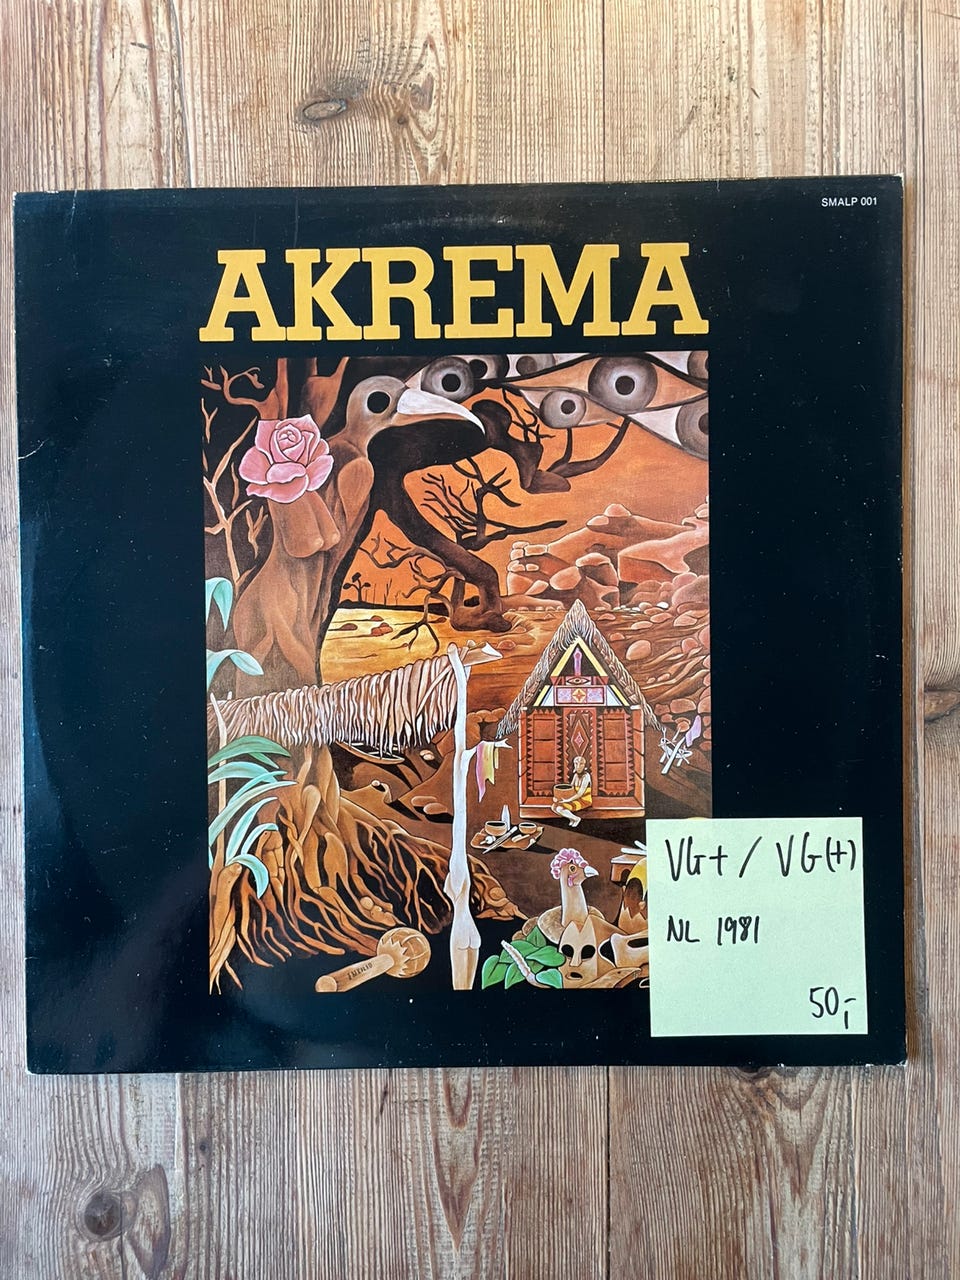 SMALP 001
AKREMA
VG+ / VG(+)
NL 1981
50,-